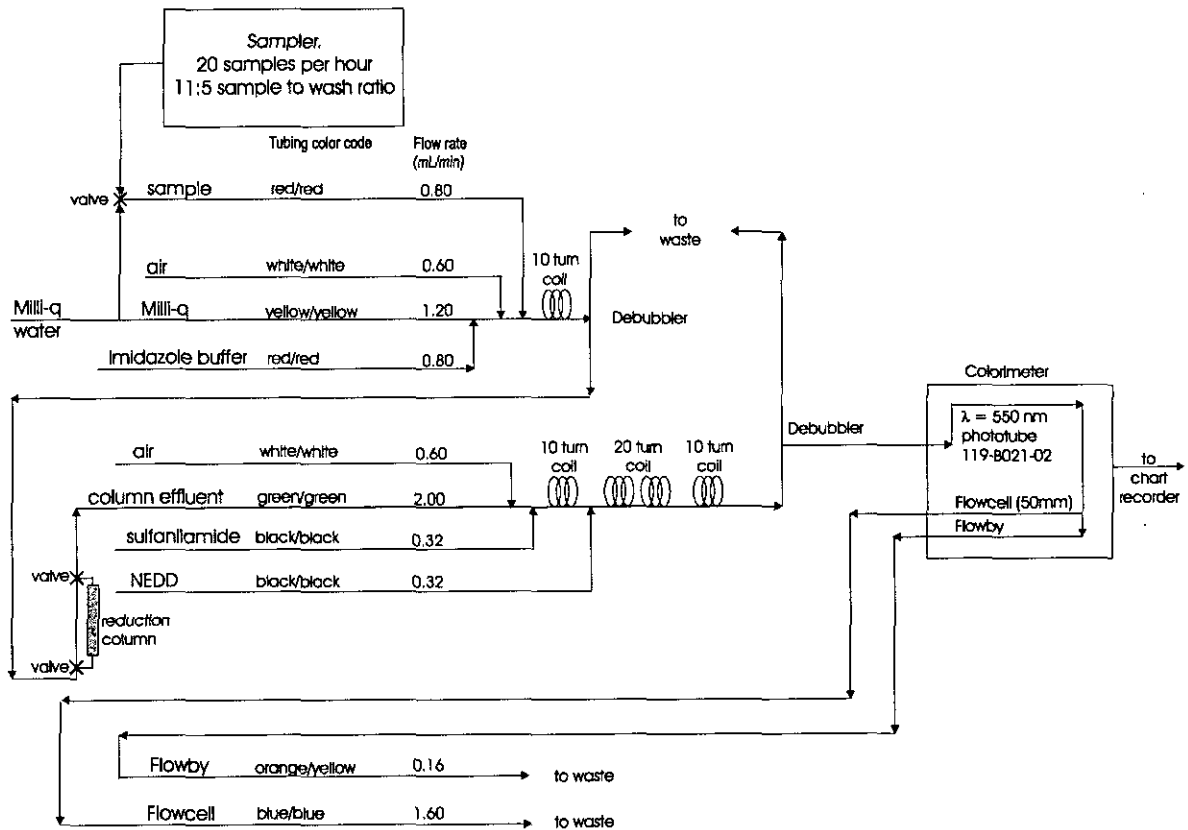 Sampler.
20 samples per hour
11:5 sample to wash ratio
Tubing color code
Flow rate
(mL/min)
valve
sample red/red 0.80
to
waste
air white/white 0.60
10 turn
coil
Milli-q
water
Milli-q yellow/yellow 1.20
Debubbler
Imidazole buffer red/red 0.80
Colorimeter
λ = 550 nm
phototube
119-B021-02
Debubbler
to
chart
recorder
Flowcell (50mm)
Flowby
air white/white 0.60
10 turn
coil
20 turn
coil
10 turn
coil
column effluent green/green 2.00
sulfanilamide black/black 0.32
valve
NEDD black/black 0.32
reduction
column
valve
Flowby orange/yellow 0.16 to waste
Flowcell blue/blue 1.60 to waste